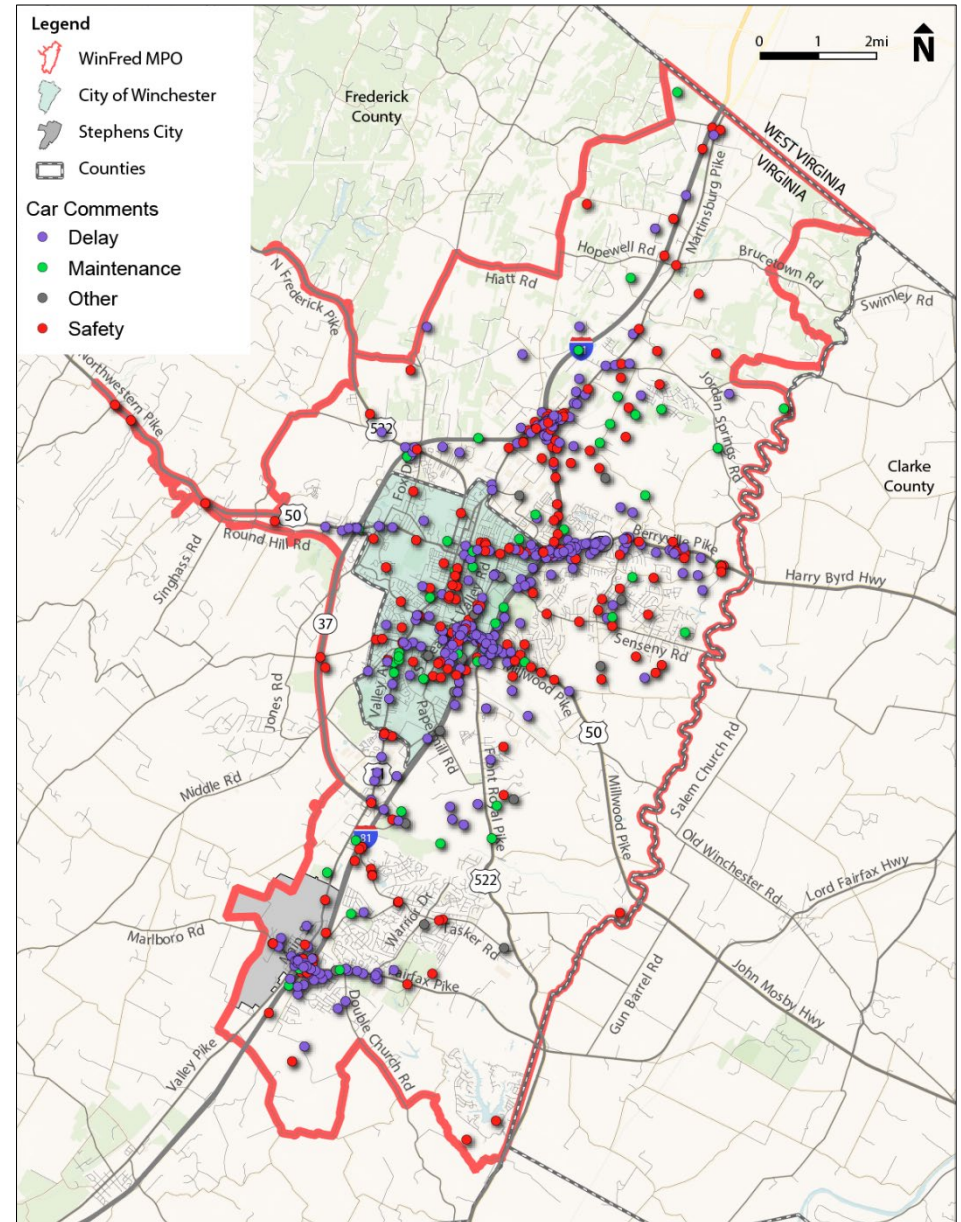 Legend
WinFred MPO
City of Winchester
Stephens City
Counties
Car Comments
Delay
Maintenance
Other
Safety
0 1 2mi
N
Frederick
County
WEST VIRGINIA
VIRGINIA
Martinsburg Pike
Hopewell Rd
Brucetown Rd
Hiatt Rd
Swimley Rd
N Frederick Pike
Northwestern Pike
Jordan Springs Rd
522
Clarke
County
50
Round Hill Rd
Berryville Pike
Singhass Rd
Harry Byrd Hwy
37
Senseny Rd
Jones Rd
Millwood Pike
50
Middle Rd
Front Royal Pike
Salem Church Rd
Millwood Pike
81
Old Winchester Rd
522
Lord Fairfax Hwy
Warrior Dr
Marlboro Rd
Tasker Rd
Fairfax Pike
John Mosby Hwy
Gun Barrel Rd
Double Church Rd
Valley Pike